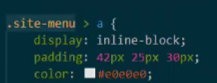 .site-menu > a {
display: inline-block;
padding: 42px 25px 30px;
color: #e0e0e0;